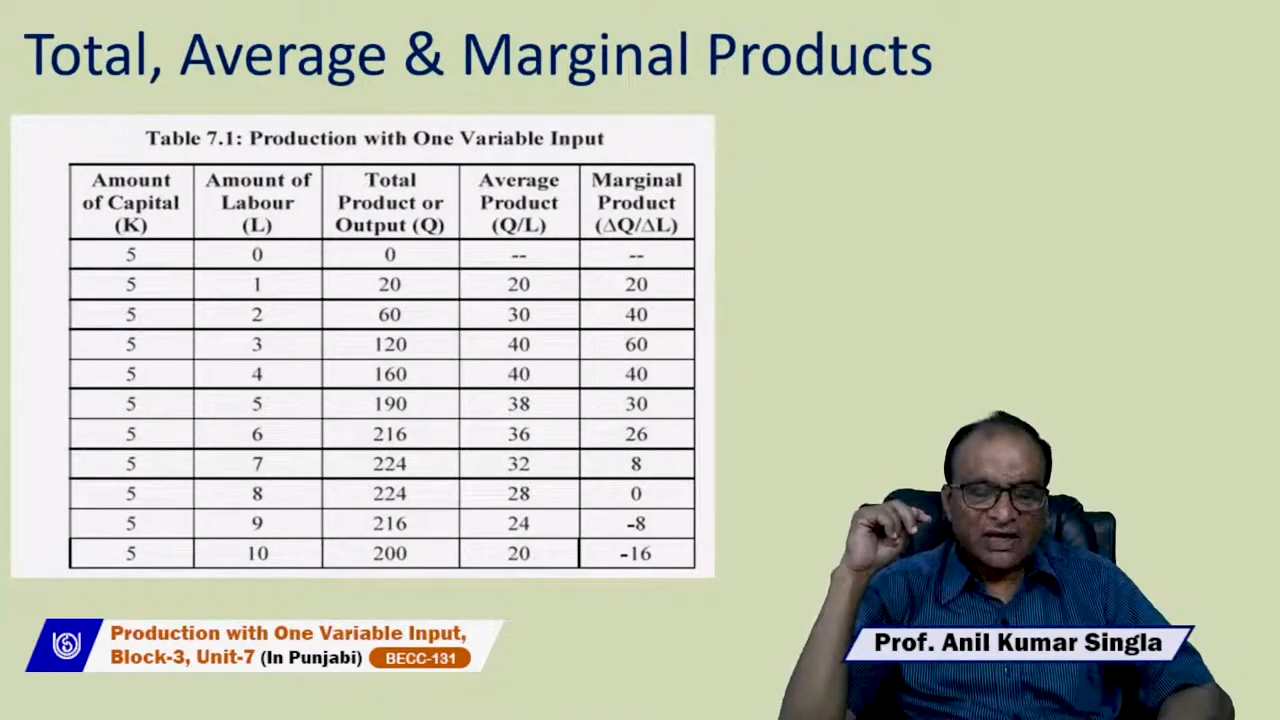 Total, Average & Marginal Products
Table 7.1: Production with One Variable Input
Amount of Capital (K) Amount of Labour (L) Total Product or Output (Q) Average Product (Q/L) Marginal Product (ΔQ/ΔL)
5 0 0 -- --
5 1 20 20 20
5 2 60 30 40
5 3 120 40 60
5 4 160 40 40
5 5 190 38 30
5 6 216 36 26
5 7 224 32 8
5 8 224 28 0
5 9 216 24 -8
5 10 200 20 -16
Production with One Variable Input,
Block-3, Unit-7 (In Punjabi) BECC-131
Prof. Anil Kumar Singla